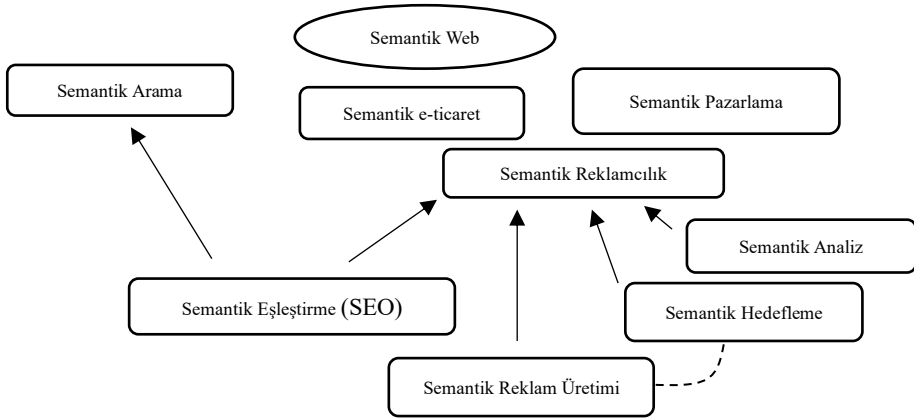 Semantik Web
Semantik Arama
Semantik Pazarlama
Semantik e-ticaret
Semantik Reklamcılık
Semantik Analiz
Semantik Eşleştirme (SEO)
Semantik Hedefleme
Semantik Reklam Üretimi